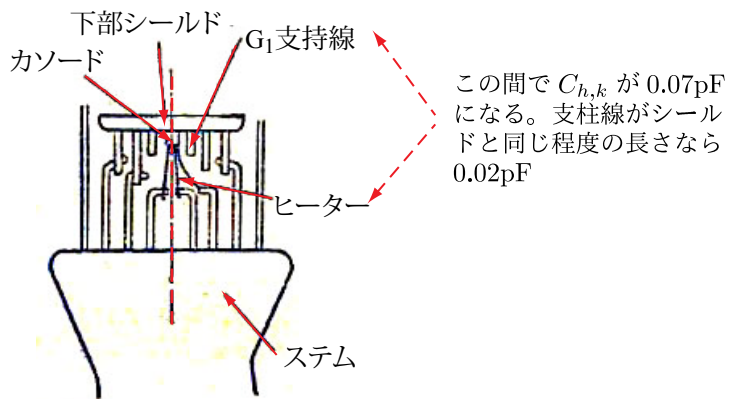 下部シールド
G1支持線
カソード
この間で Ch,k が 0.07pF
になる。支柱線がシール
ドと同じ程度の長さなら
0.02pF
ヒーター
ステム